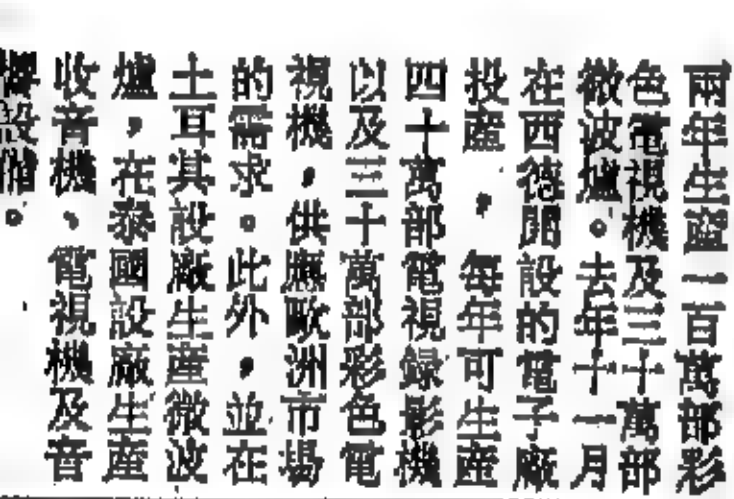 兩年生產一百萬部彩
色電視機及三十萬部
微波爐。去年十一月
在西德開設的電子廠
投產,每年可生產
四十萬部電視錄影機
以及三十萬部彩色電
視機,供應歐洲市場
的需求。此外,並在
土耳其設廠生產微波
爐,在泰國設廠生產
收音機、電視機及音
響設備。